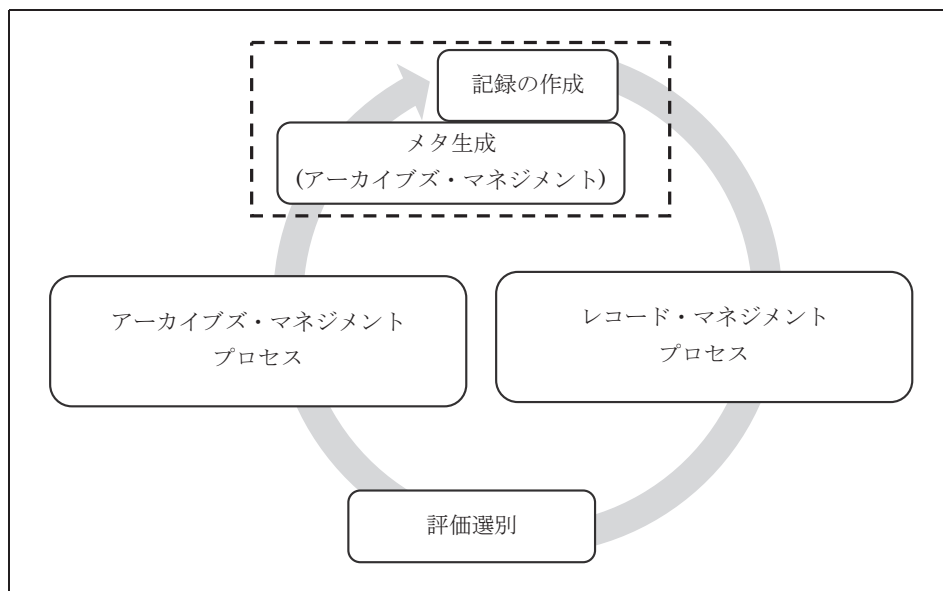 記録の作成
メタ生成
(アーカイブズ・マネジメント)
アーカイブズ・マネジメント
プロセス
レコード・マネジメント
プロセス
評価選別